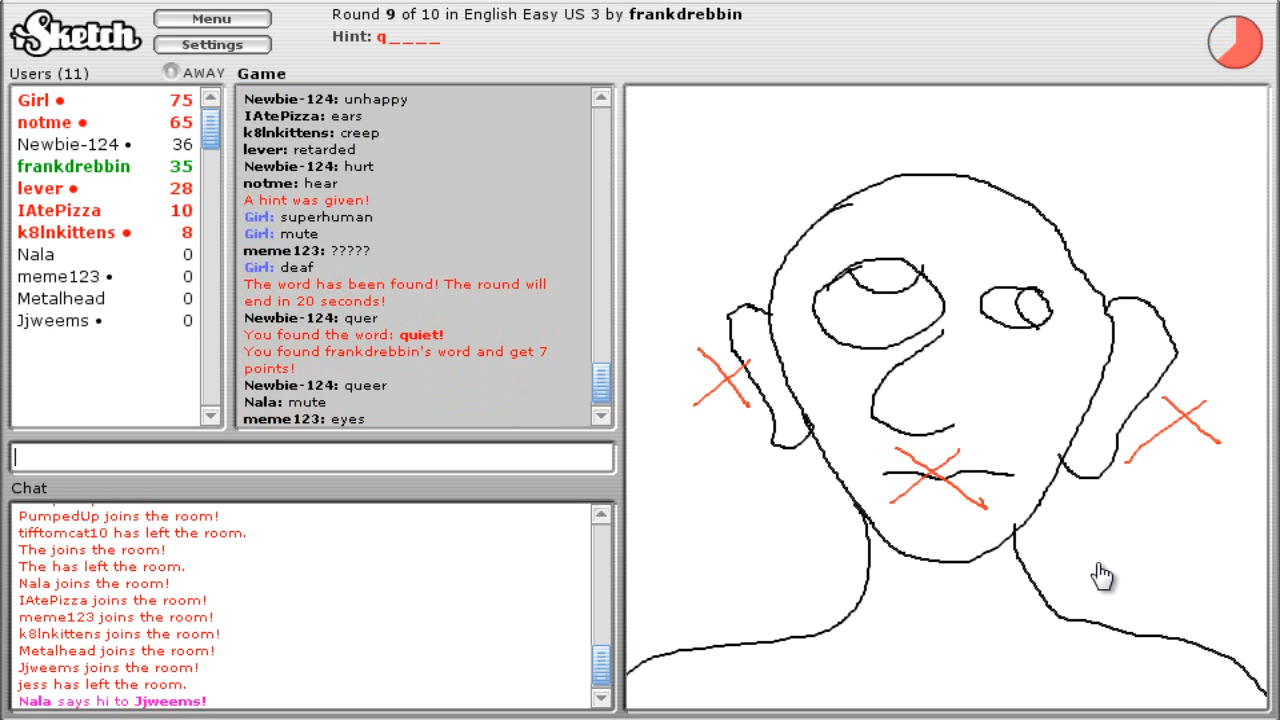 iSketch
Menu
Settings
Round 9 of 10 in English Easy US 3 by frankdrebbin
Hint: q____
Users (11)
AWAY
Girl • 75
notme • 65
Newbie-124 • 36
frankdrebbin 35
lever • 28
IAtePizza 10
k8lnkittens • 8
Nala 0
meme123 • 0
Metalhead 0
Jjweems • 0
Game
Newbie-124: unhappy
IAtePizza: ears
k8lnkittens: creep
lever: retarded
Newbie-124: hurt
notme: hear
A hint was given!
Girl: superhuman
Girl: mute
meme123: ?????
Girl: deaf
The word has been found! The round will
end in 20 seconds!
Newbie-124: quer
You found the word: quiet!
You found frankdrebbin's word and get 7
points!
Newbie-124: queer
Nala: mute
meme123: eyes
Chat
PumpedUp joins the room!
tifftomcat10 has left the room.
The joins the room!
The has left the room.
Nala joins the room!
IAtePizza joins the room!
meme123 joins the room!
k8lnkittens joins the room!
Metalhead joins the room!
Jjweems joins the room!
jess has left the room.
Nala says hi to Jjweems!